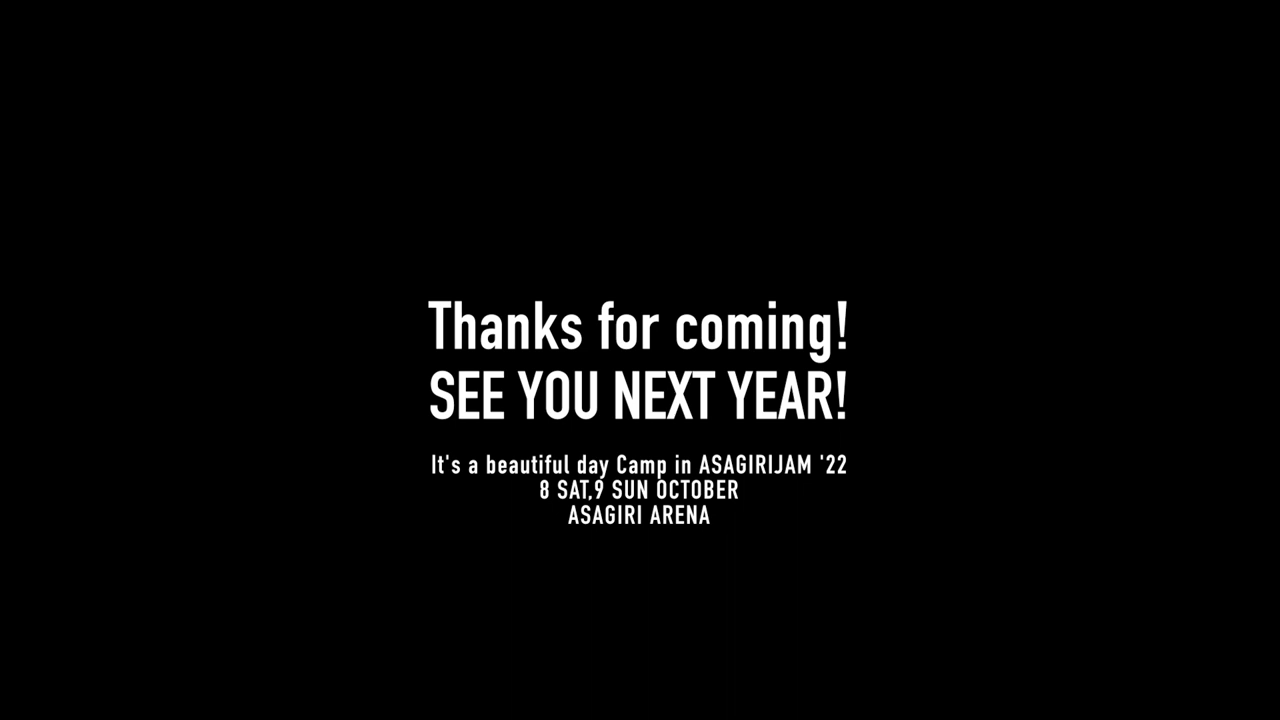 Thanks for coming!
SEE YOU NEXT YEAR!
It's a beautiful day Camp in ASAGIRIJAM '22
8 SAT,9 SUN OCTOBER
ASAGIRI ARENA